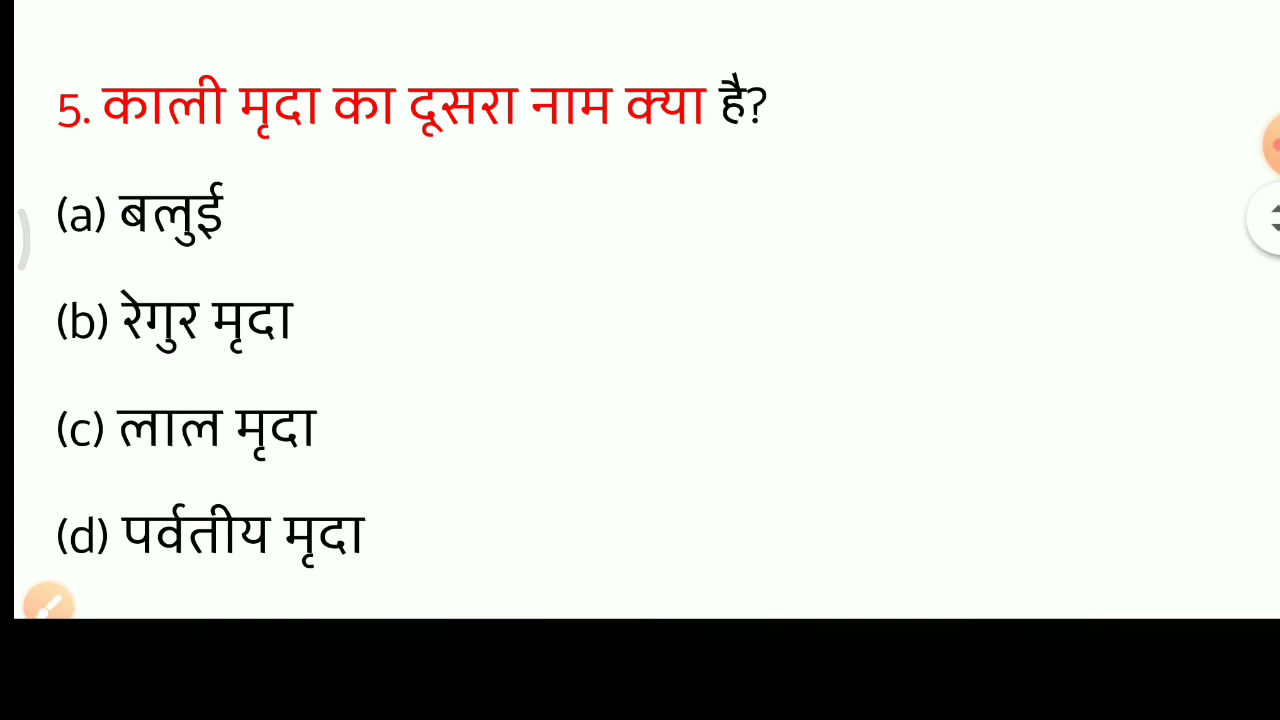 5. काली मृदा का दूसरा नाम क्या है?
(a) बलुई
(b) रेगुर मृदा
(c) लाल मृदा
(d) पर्वतीय मृदा